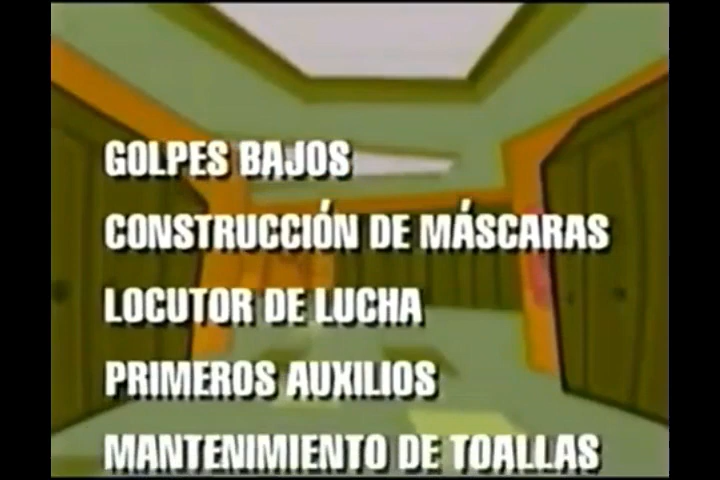 GOLPES BAJOS
CONSTRUCCIÓN DE MÁSCARAS
LOCUTOR DE LUCHA
PRIMEROS AUXILIOS
MANTENIMIENTO DE TOALLAS